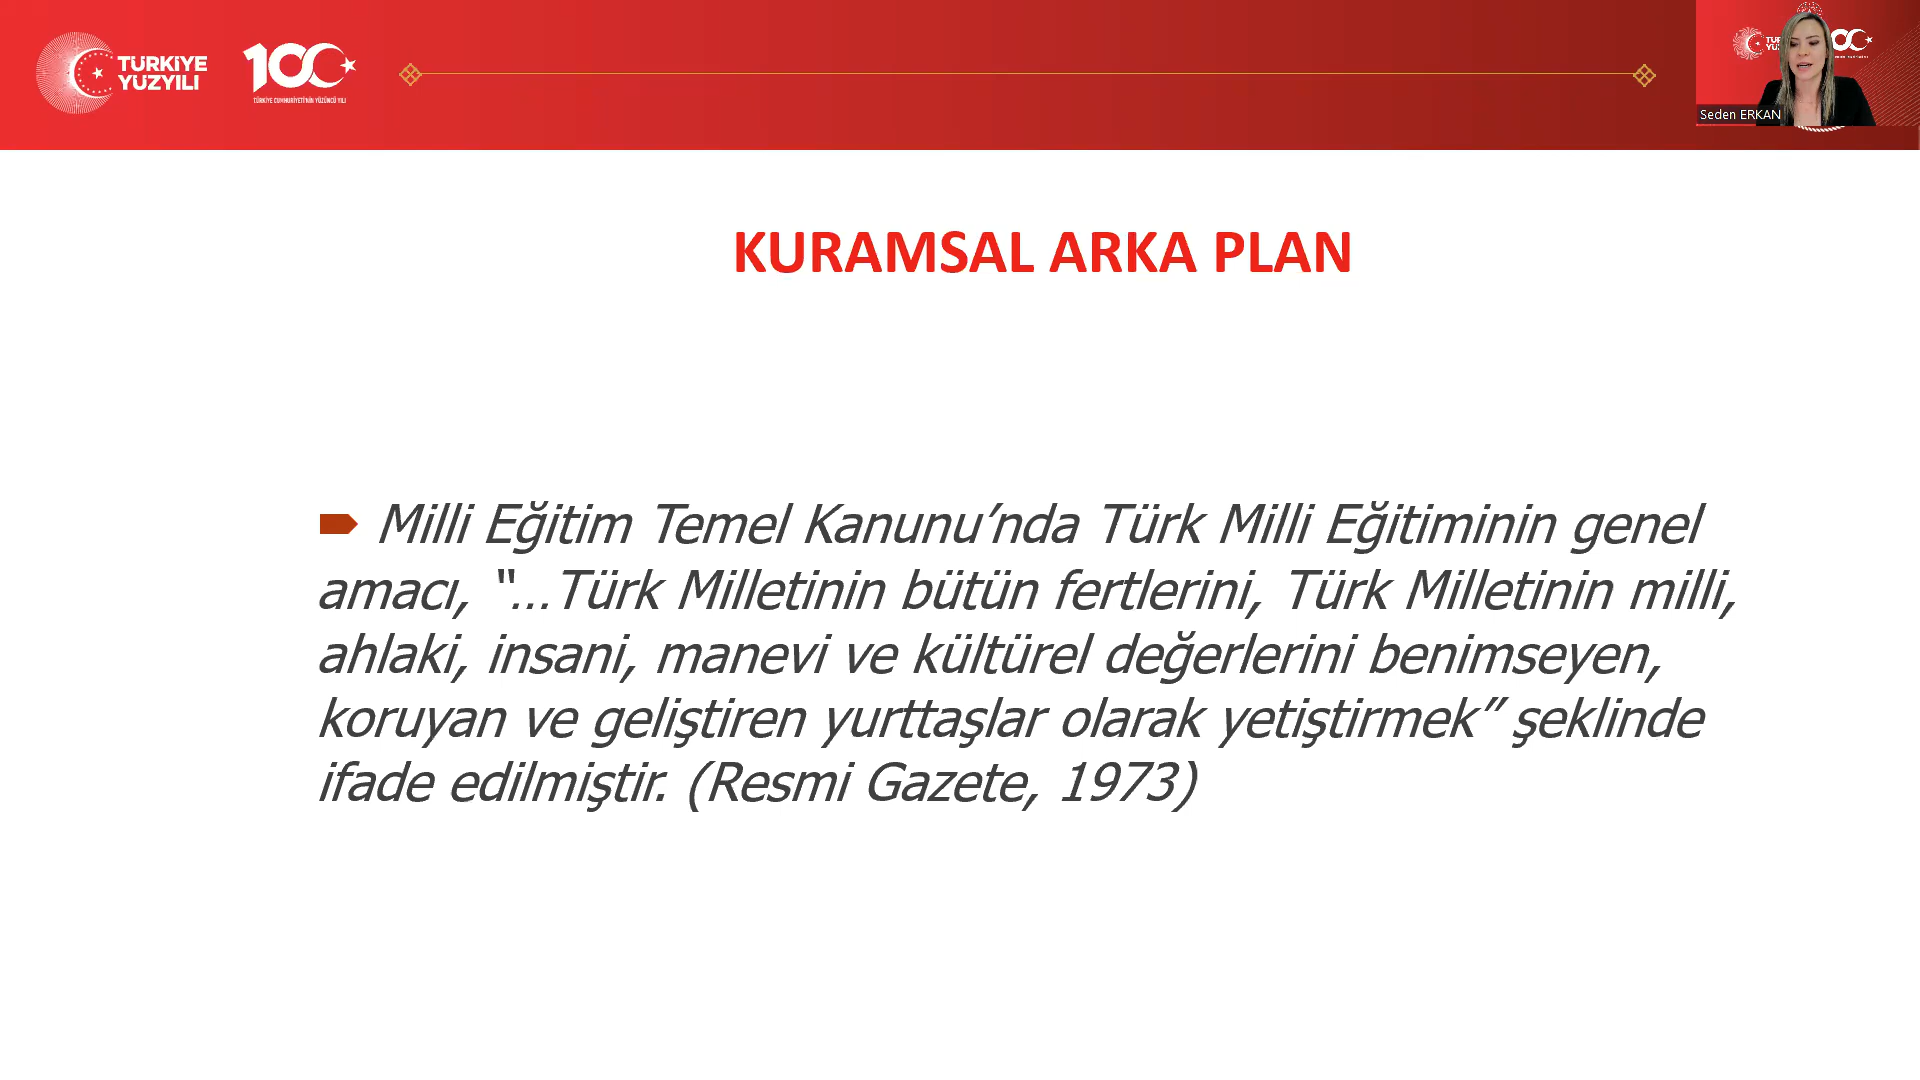 TÜRKİYE
YÜZYILI
100
TÜRKİYE CUMHURİYETİ'NİN YÜZÜNCÜ YILI
Seden ERKAN
KURAMSAL ARKA PLAN
Milli Eğitim Temel Kanunu’nda Türk Milli Eğitiminin genel
amacı, “…Türk Milletinin bütün fertlerini, Türk Milletinin milli,
ahlaki, insani, manevi ve kültürel değerlerini benimseyen,
koruyan ve geliştiren yurttaşlar olarak yetiştirmek” şeklinde
ifade edilmiştir. (Resmi Gazete, 1973)